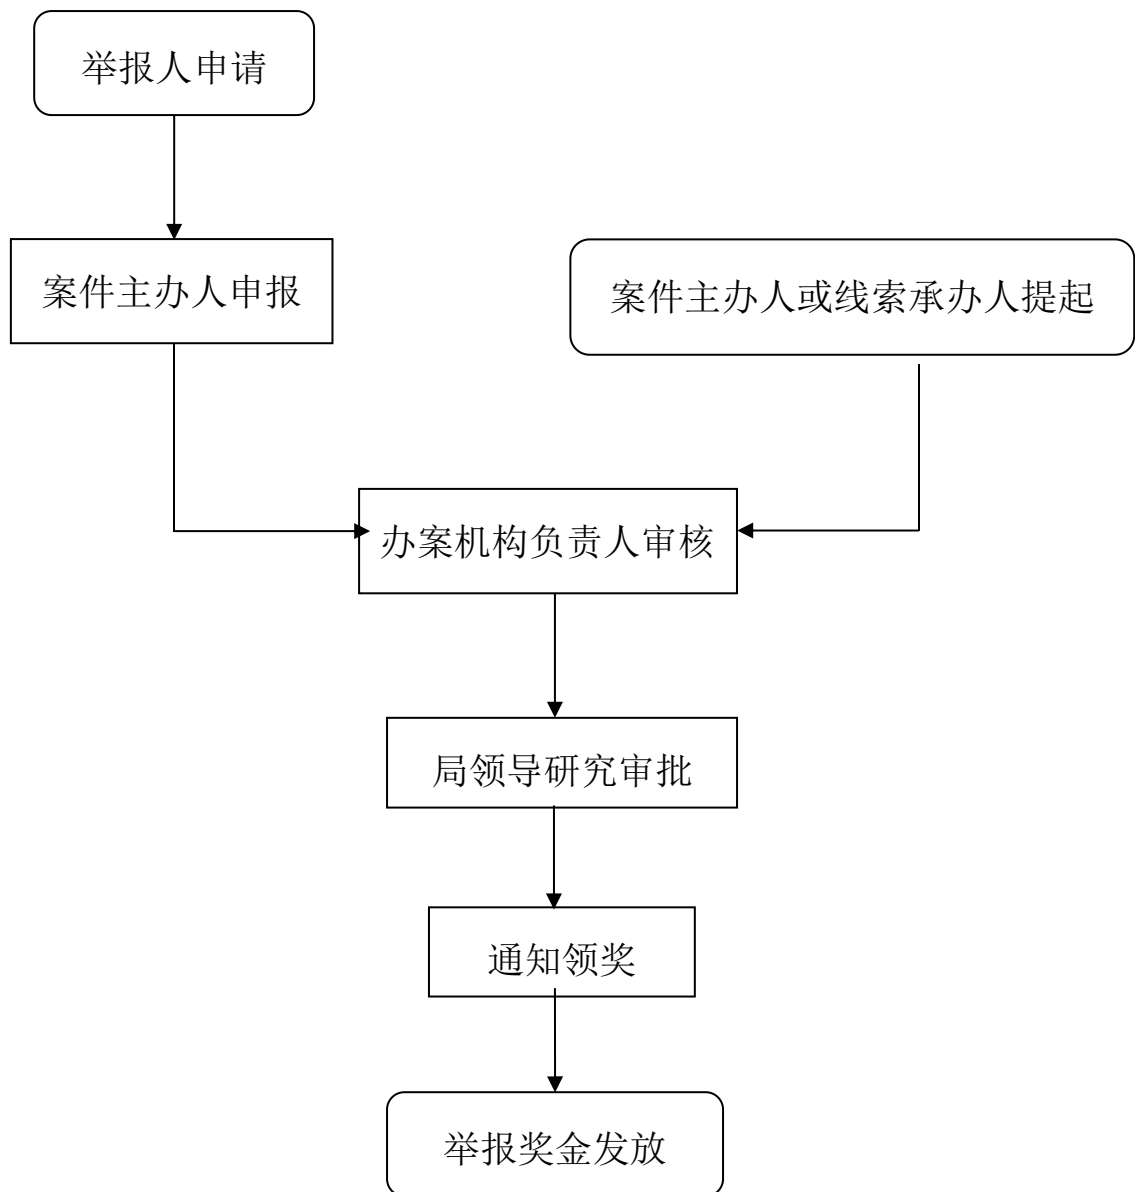 举报人申请
案件主办人申报
案件主办人或线索承办人提起
办案机构负责人审核
局领导研究审批
通知领奖
举报奖金发放